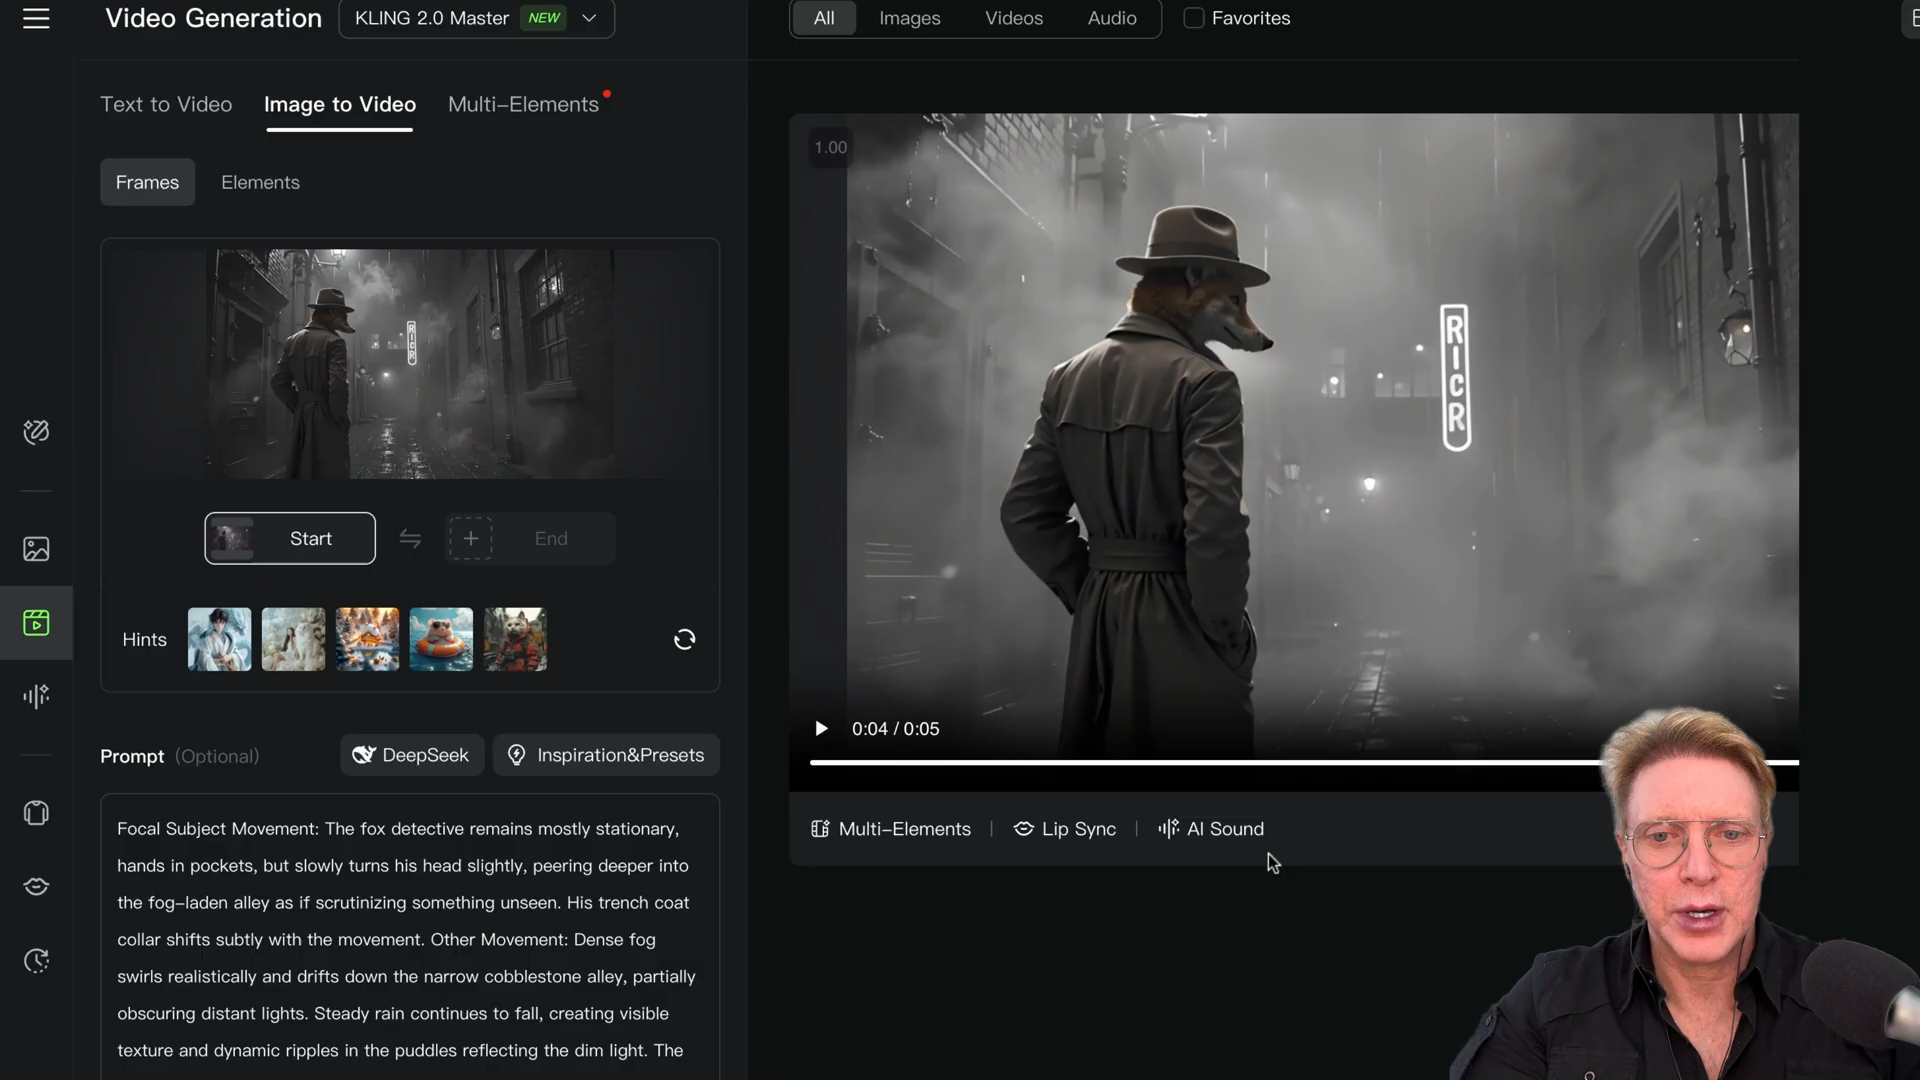 Video Generation
KLING 2.0 Master NEW
All Images Videos Audio Favorites
Text to Video Image to Video Multi-Elements
Frames Elements
1.00
RICR
RICR
Start
End
Hints
0:04 / 0:05
Prompt (Optional)
DeepSeek
Inspiration&Presets
Multi-Elements | Lip Sync | AI Sound
Focal Subject Movement: The fox detective remains mostly stationary,
hands in pockets, but slowly turns his head slightly, peering deeper into
the fog-laden alley as if scrutinizing something unseen. His trench coat
collar shifts subtly with the movement. Other Movement: Dense fog
swirls realistically and drifts down the narrow cobblestone alley, partially
obscuring distant lights. Steady rain continues to fall, creating visible
texture and dynamic ripples in the puddles reflecting the dim light. The